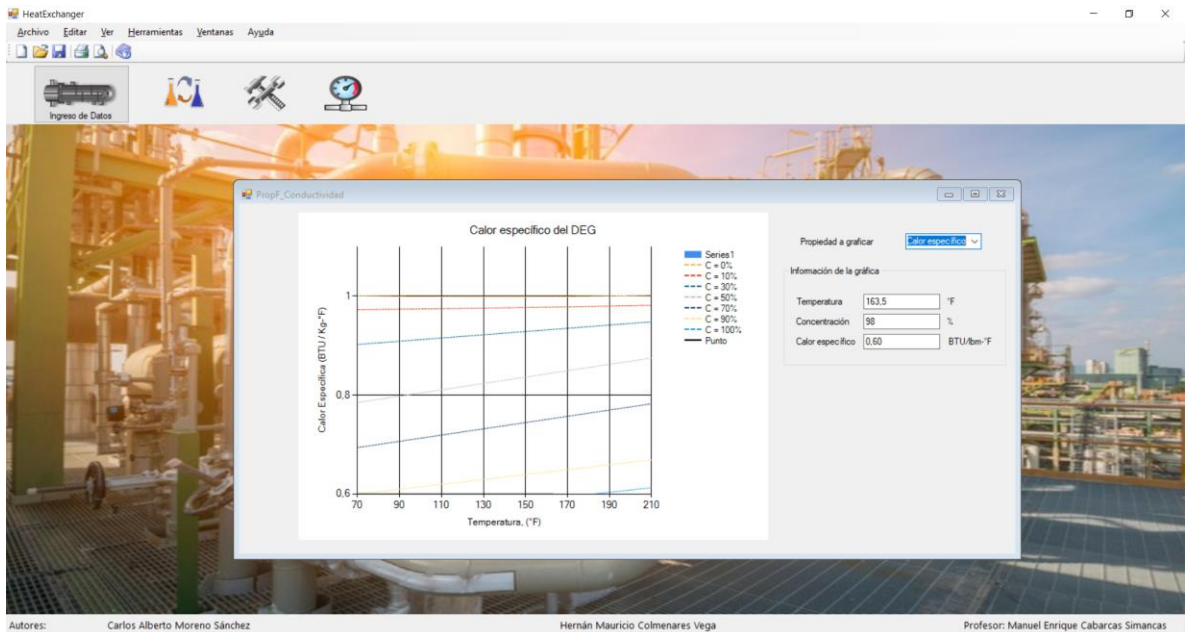 HeatExchanger
Archivo Editar Ver Herramientas Ventanas Ayuda
Ingreso de Datos
PropF_Conductividad
Calor específico del DEG
Series1
C = 0%
C = 10%
C = 30%
C = 50%
C = 70%
C = 90%
C = 100%
Punto
Calor Especifica (BTU / Kg-°F)
1
0.8
0.6
70 90 110 130 150 170 190 210
Temperatura, (°F)
Propiedad a graficar Calor específico
Información de la gráfica
Temperatura 163,5 °F
Concentración 98 %
Calor específico 0,60 BTU/lbm-°F
Autores: Carlos Alberto Moreno Sánchez Hernán Mauricio Colmenares Vega Profesor: Manuel Enrique Cabarcas Simancas